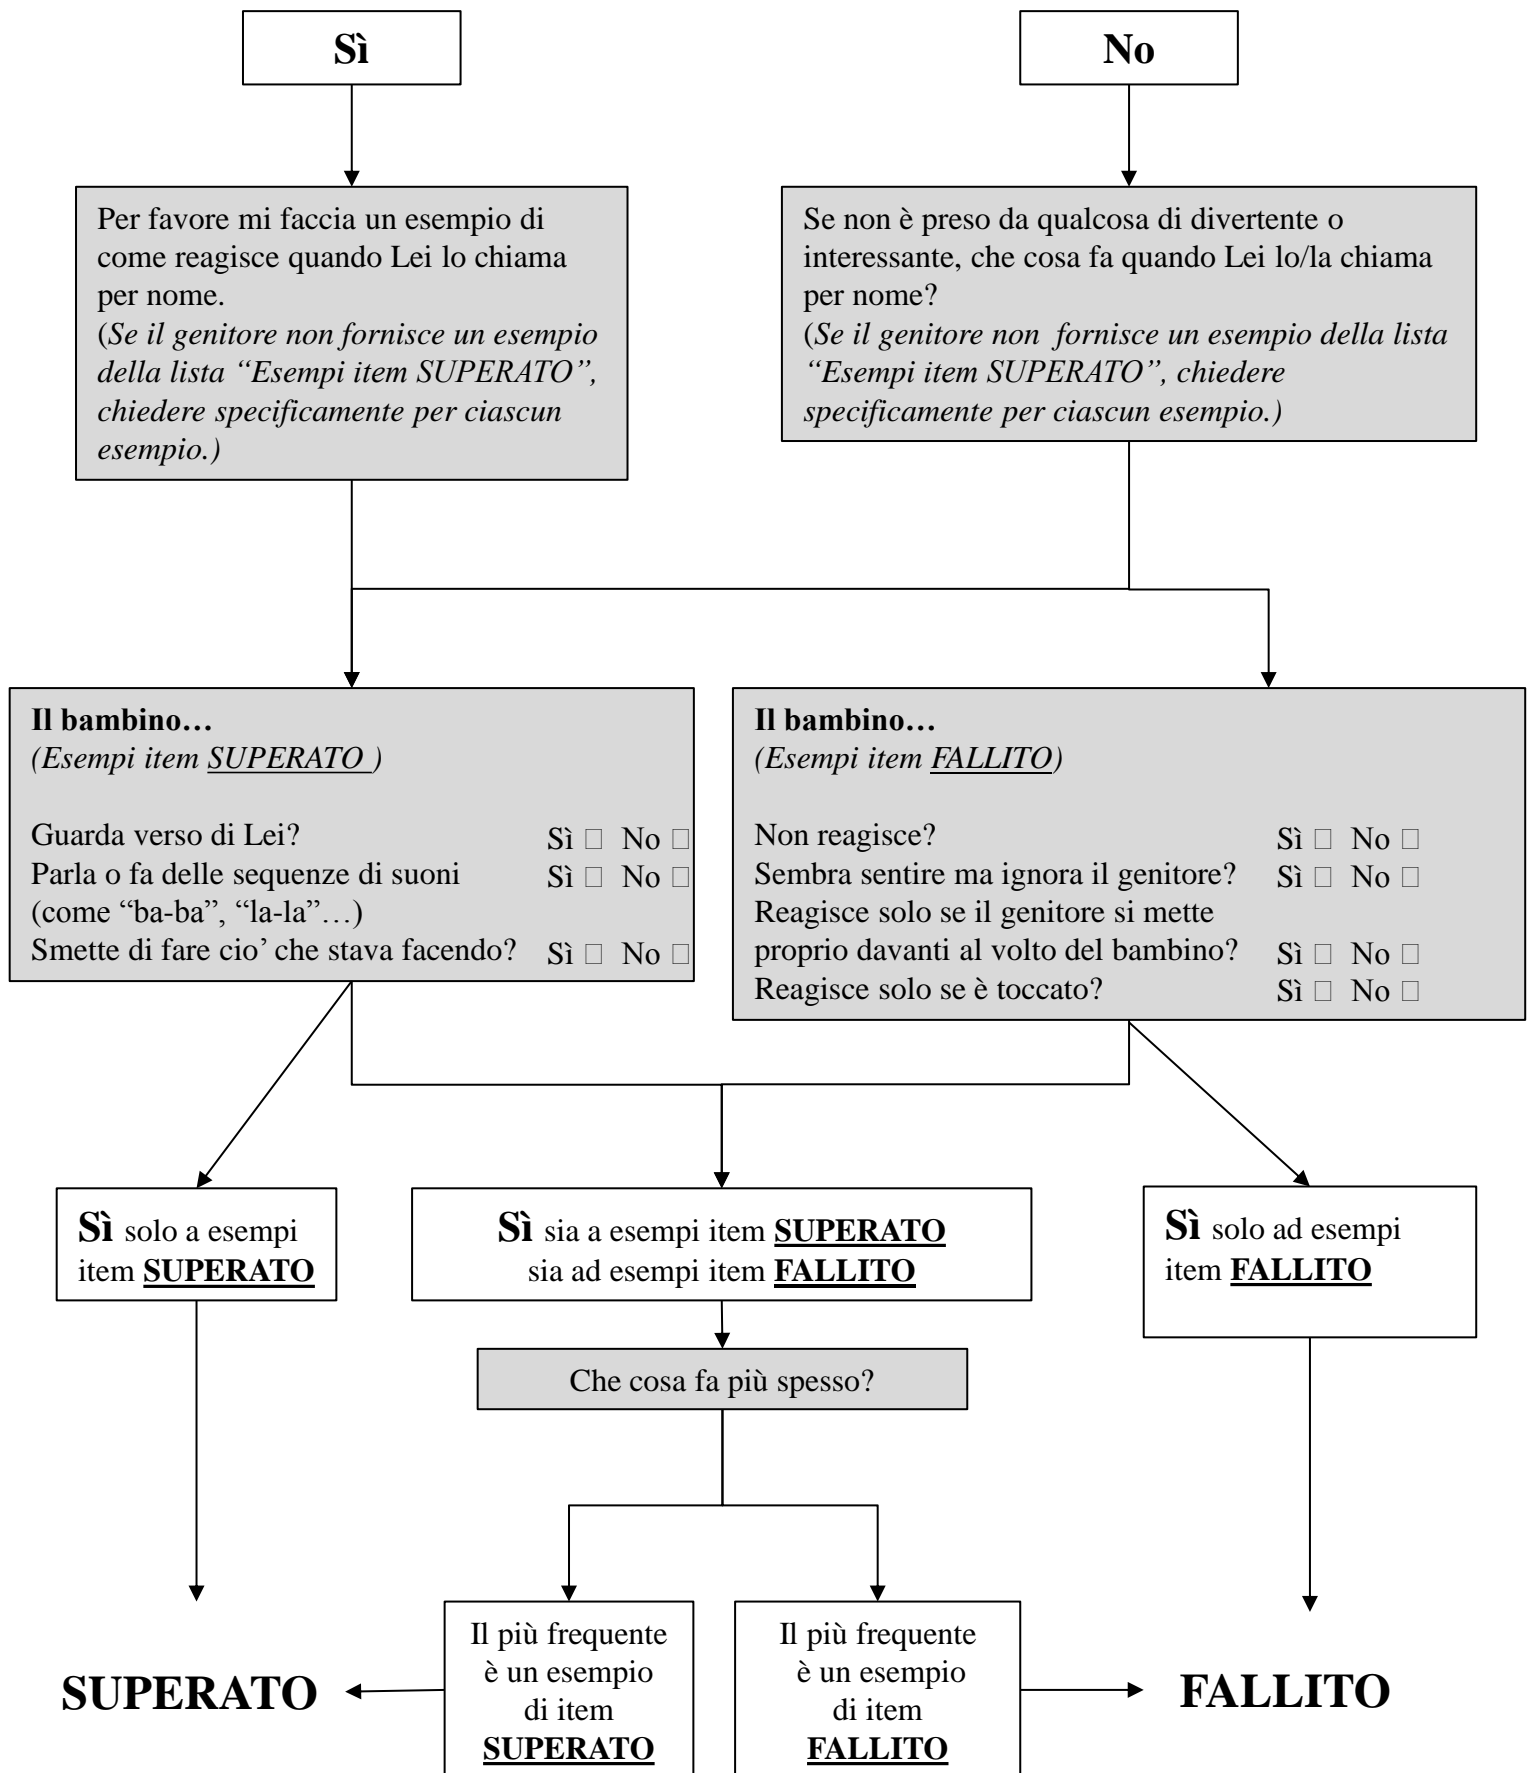 Sì
No
Per favore mi faccia un esempio di
come reagisce quando Lei lo chiama
per nome.
(Se il genitore non fornisce un esempio
della lista “Esempi item SUPERATO”,
chiedere specificamente per ciascun
esempio.)
Se non è preso da qualcosa di divertente o
interessante, che cosa fa quando Lei lo/la chiama
per nome?
(Se il genitore non fornisce un esempio della lista
“Esempi item SUPERATO”, chiedere
specificamente per ciascun esempio.)
Il bambino…
(Esempi item SUPERATO )
Guarda verso di Lei? Sì □ No □
Parla o fa delle sequenze di suoni Sì □ No □
(come “ba-ba”, “la-la”…)
Smette di fare cio’ che stava facendo? Sì □ No □
Il bambino…
(Esempi item FALLITO)
Non reagisce? Sì □ No □
Sembra sentire ma ignora il genitore? Sì □ No □
Reagisce solo se il genitore si mette
proprio davanti al volto del bambino? Sì □ No □
Reagisce solo se è toccato? Sì □ No □
Sì solo a esempi
item SUPERATO
Sì sia a esempi item SUPERATO
sia ad esempi item FALLITO
Sì solo ad esempi
item FALLITO
Che cosa fa più spesso?
Il più frequente
è un esempio
di item
SUPERATO
Il più frequente
è un esempio
di item
FALLITO
SUPERATO
FALLITO